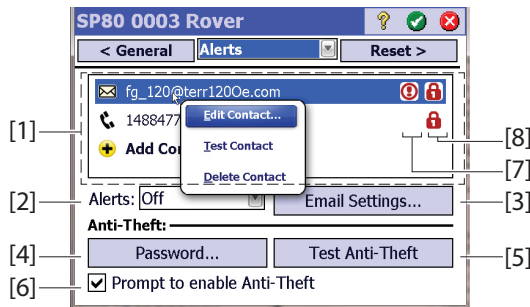 SP80 0003 Rover
< General Alerts Reset >
fg_120@terr120Oe.com
Edit Contact...
1488477
Test Contact
Add Co
Delete Contact
Alerts: Off Email Settings...
Anti-Theft:
Password... Test Anti-Theft
Prompt to enable Anti-Theft
[1]
[2]
[3]
[4]
[5]
[6]
[7]
[8]